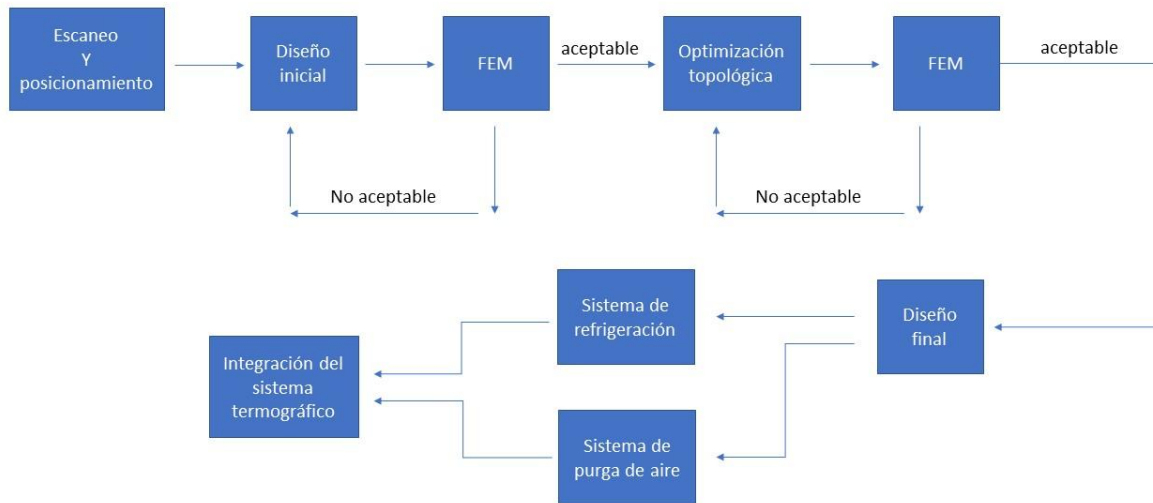 Escaneo
Y
posicionamiento
Diseño
inicial
FEM
aceptable
Optimización
topológica
FEM
aceptable
No aceptable
No aceptable
Sistema de
refrigeración
Diseño
final
Integración del
sistema
termográfico
Sistema de
purga de aire